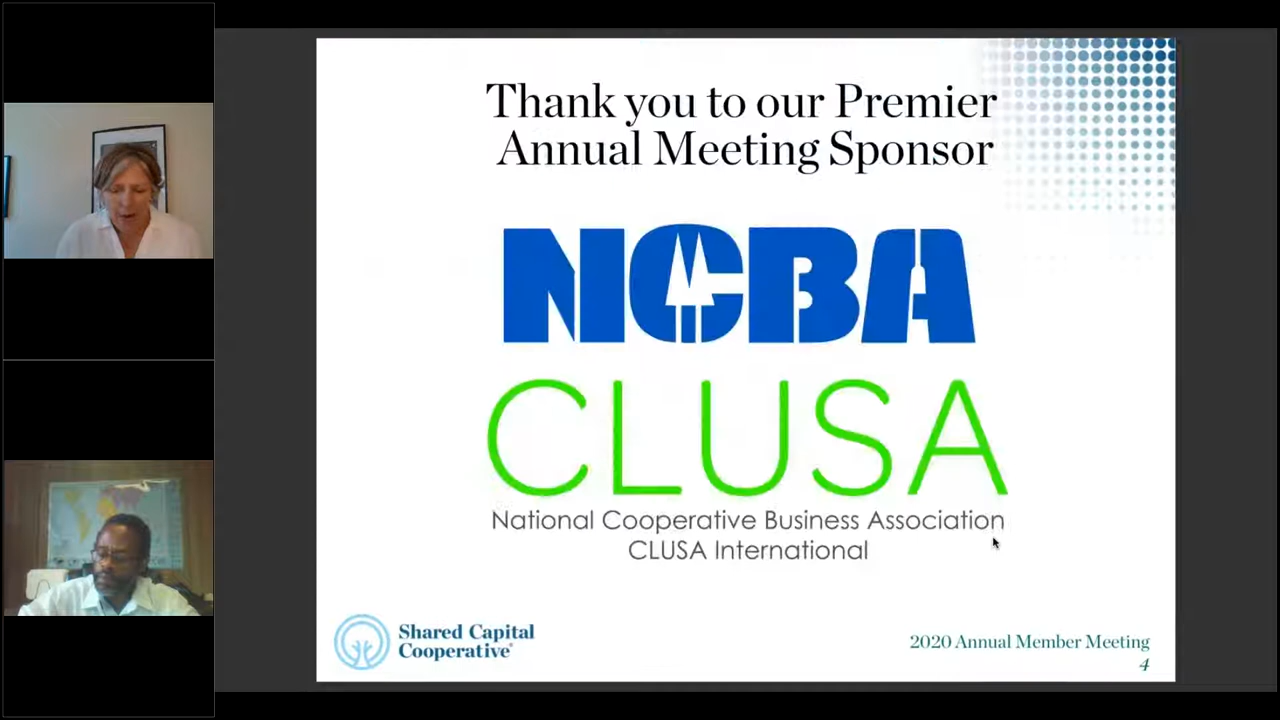 Thank you to our Premier
Annual Meeting Sponsor
NCBA
CLUSA
National Cooperative Business Association
CLUSA International
Shared Capital
Cooperative®
2020 Annual Member Meeting
4